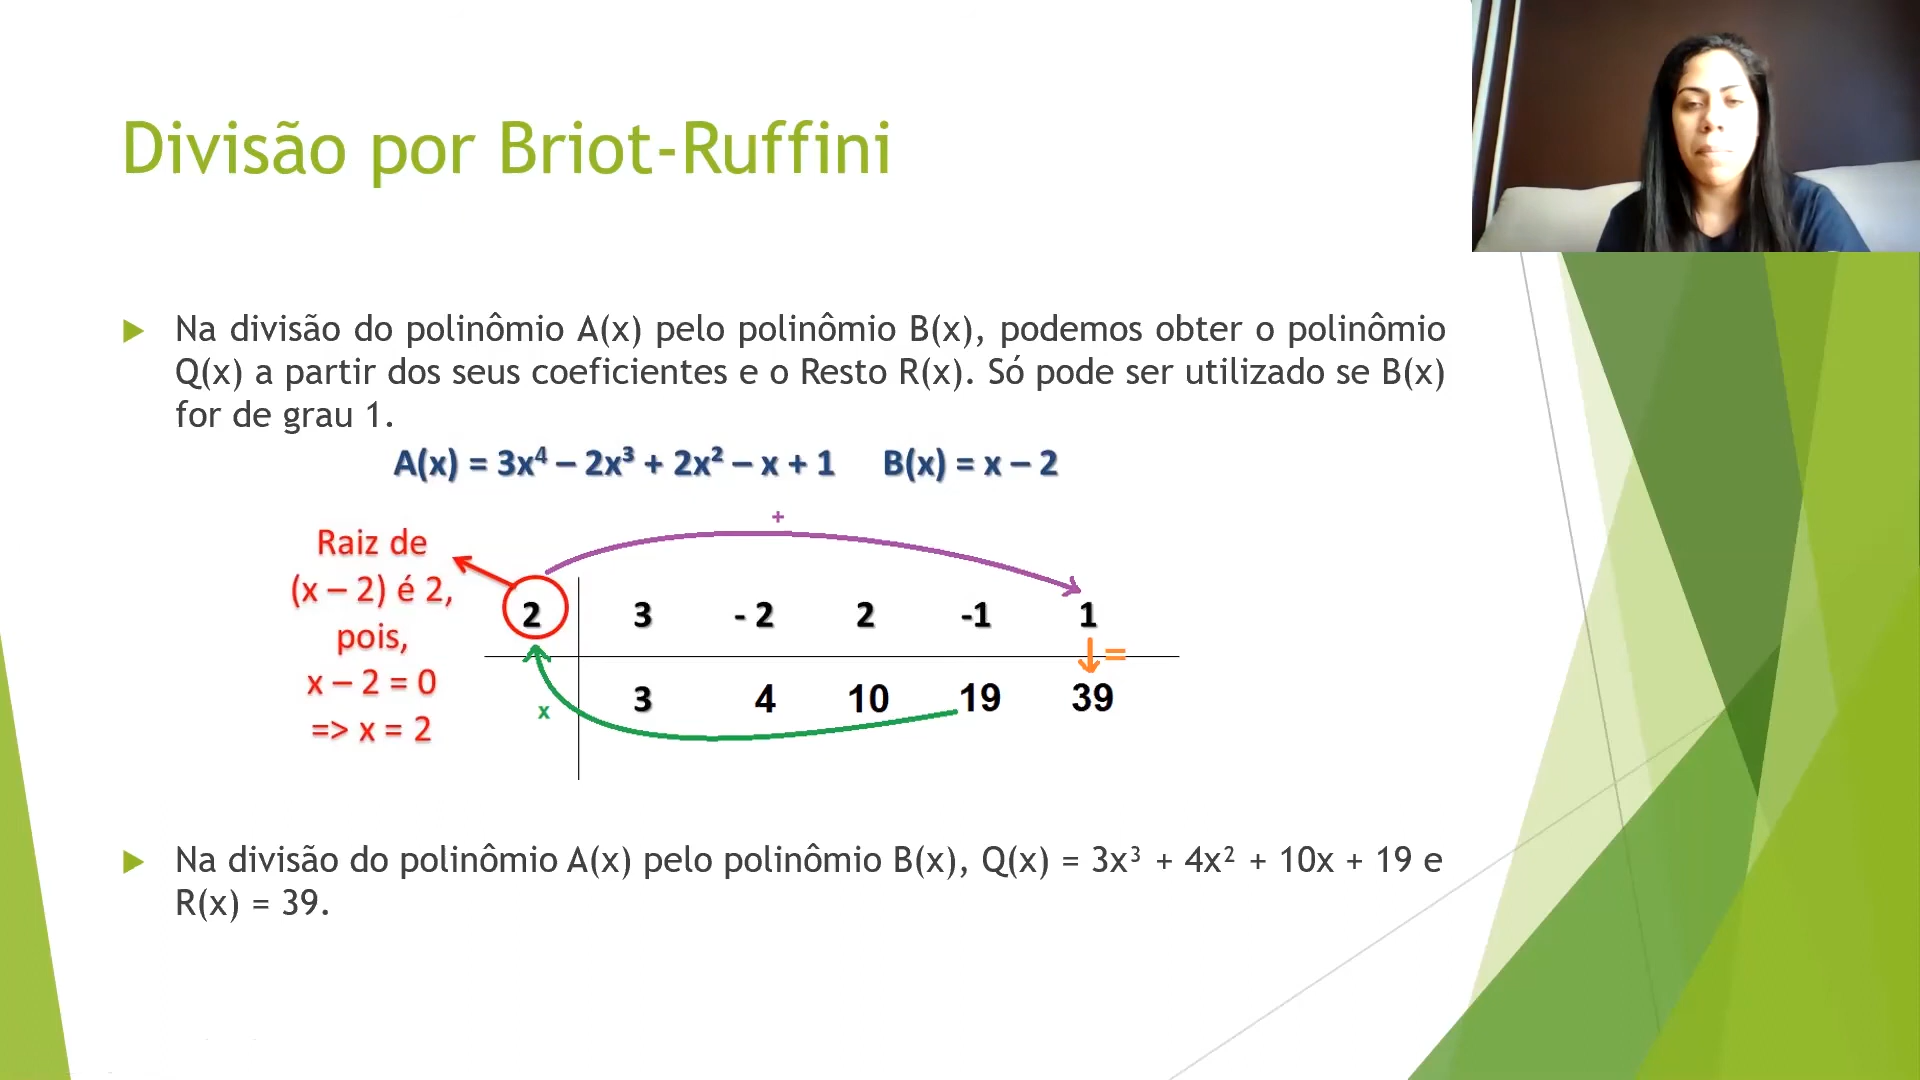 Divisão por Briot-Ruffini
Na divisão do polinômio A(x) pelo polinômio B(x), podemos obter o polinômio
Q(x) a partir dos seus coeficientes e o Resto R(x). Só pode ser utilizado se B(x)
for de grau 1.
A(x) = 3x⁴ – 2x³ + 2x² – x + 1 B(x) = x – 2
+
Raiz de
(x – 2) é 2,
pois,
x – 2 = 0
=> x = 2
2 3 - 2 2 -1 1
=
x
3 4 10 19 39
Na divisão do polinômio A(x) pelo polinômio B(x), Q(x) = 3x³ + 4x² + 10x + 19 e
R(x) = 39.